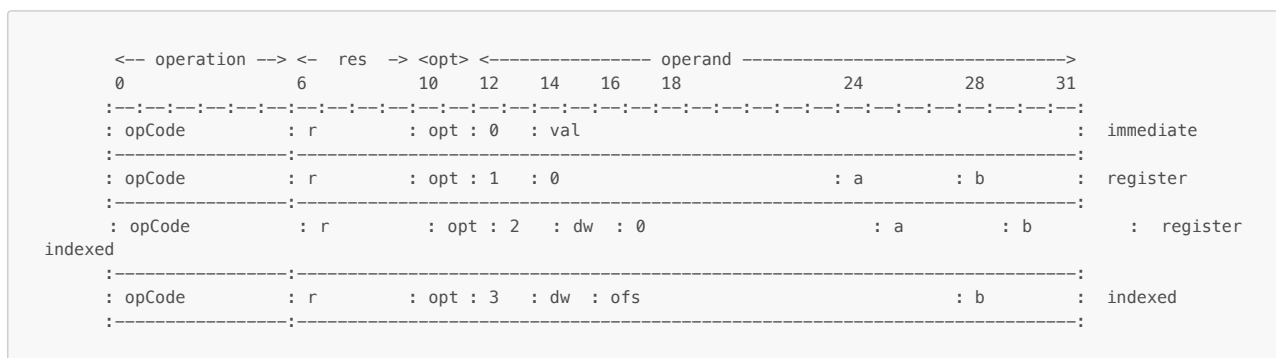 <-- operation --> <-  res  -> <opt> <---------------- operand -------------------------------->
0                 6           10  12    14    16    18                24          28       31
:--:--:--:--:--:--:--:--:--:--:--:--:--:--:--:--:--:--:--:--:--:--:--:--:--:--:--:--:--:--:--:--:
: opCode          : r         : opt : 0   : val                                                 :  immediate
:-----------------:-----------------------------------------------------------------------------:
: opCode          : r         : opt : 1   : 0                           : a         : b         :  register
:-----------------:-----------------------------------------------------------------------------:
: opCode          : r         : opt : 2   : dw  : 0                     : a         : b         :  register
indexed
:-----------------:-----------------------------------------------------------------------------:
: opCode          : r         : opt : 3   : dw  : ofs                               : b         :  indexed
:-----------------:-----------------------------------------------------------------------------: